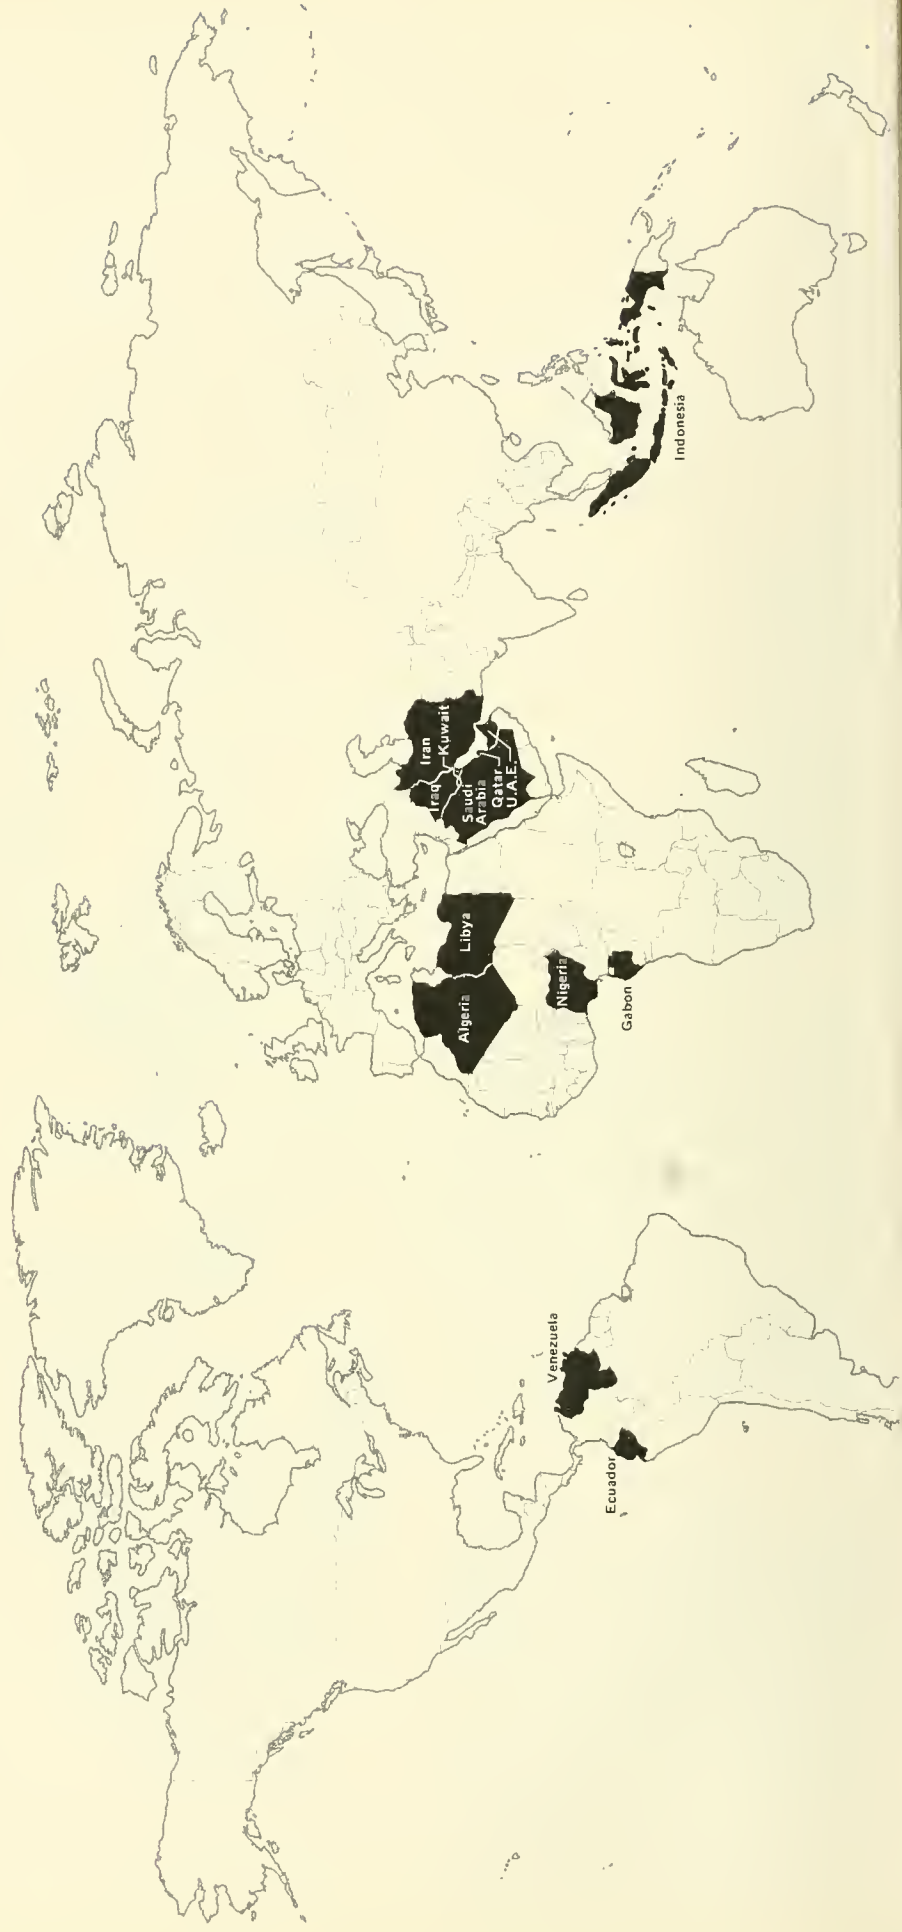 Venezuela
Ecuador
Algeria
Libya
Nigeria
Gabon
Iraq
Iran
Kuwait
Saudi
Arabia
Qatar
U.A.E.
Indonesia